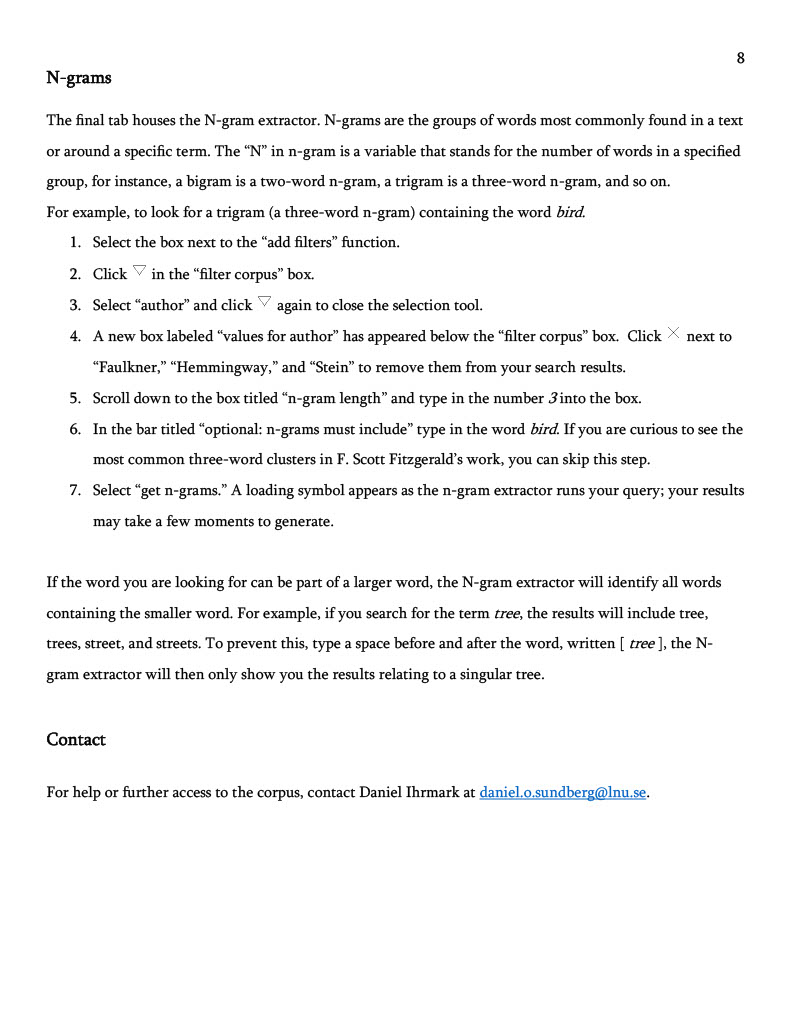 8
N-grams
The final tab houses the N-gram extractor. N-grams are the groups of words most commonly found in a text
or around a specific term. The “N” in n-gram is a variable that stands for the number of words in a specified
group, for instance, a bigram is a two-word n-gram, a trigram is a three-word n-gram, and so on.
For example, to look for a trigram (a three-word n-gram) containing the word bird.
1. Select the box next to the “add filters” function.
2. Click ▽ in the “filter corpus” box.
3. Select “author” and click ▽ again to close the selection tool.
4. A new box labeled “values for author” has appeared below the “filter corpus” box.  Click ✕ next to
“Faulkner,” “Hemmingway,” and “Stein” to remove them from your search results.
5. Scroll down to the box titled “n-gram length” and type in the number 3 into the box.
6. In the bar titled “optional: n-grams must include” type in the word bird. If you are curious to see the
most common three-word clusters in F. Scott Fitzgerald’s work, you can skip this step.
7. Select “get n-grams.” A loading symbol appears as the n-gram extractor runs your query; your results
may take a few moments to generate.
If the word you are looking for can be part of a larger word, the N-gram extractor will identify all words
containing the smaller word. For example, if you search for the term tree, the results will include tree,
trees, street, and streets. To prevent this, type a space before and after the word, written [ tree ], the N-
gram extractor will then only show you the results relating to a singular tree.
Contact
For help or further access to the corpus, contact Daniel Ihrmark at daniel.o.sundberg@lnu.se.